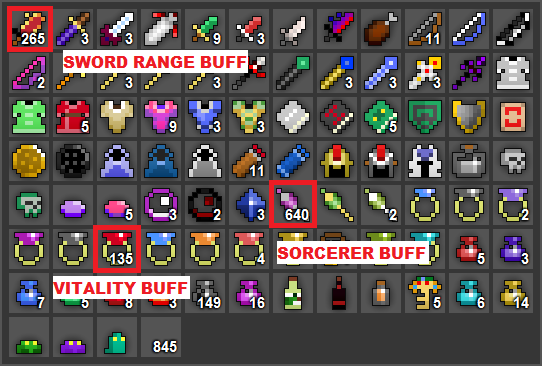 265 3 3 9 3 11
SWORD RANGE BUFF
2 3 3 3 3
5 9 3 3 5
11
5 3 2 3 640 2 2
135 4 5 3
SORCERER BUFF
VITALITY BUFF
7 5 8 3 149 16 5 6 14
845